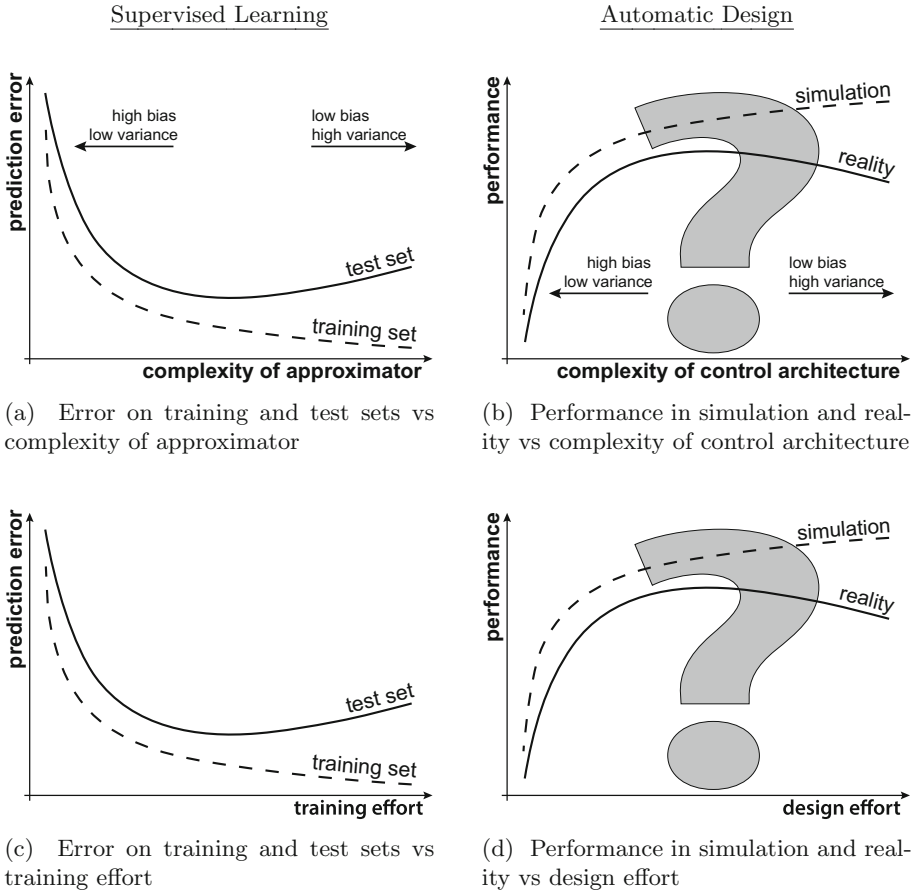 Supervised Learning
Automatic Design
prediction error
high bias
low variance
low bias
high variance
test set
training set
complexity of approximator
(a) Error on training and test sets vs
complexity of approximator
performance
simulation
reality
high bias
low variance
low bias
high variance
complexity of control architecture
(b) Performance in simulation and real-
ity vs complexity of control architecture
prediction error
test set
training set
training effort
(c) Error on training and test sets vs
training effort
performance
simulation
reality
design effort
(d) Performance in simulation and real-
ity vs design effort